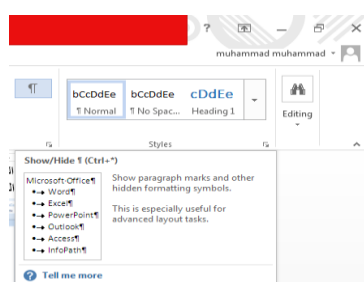 ?
muhammad muhammad
¶
bCcDdEe bCcDdEe cDdEe
¶ Normal ¶ No Spac... Heading 1
Editing
Styles
Show/Hide ¶ (Ctrl+*)
Microsoft·Office¶
Word¶
Excel¶
PowerPoint¶
Outlook¶
Access¶
InfoPath¶
Show paragraph marks and other
hidden formatting symbols.
This is especially useful for
advanced layout tasks.
? Tell me more